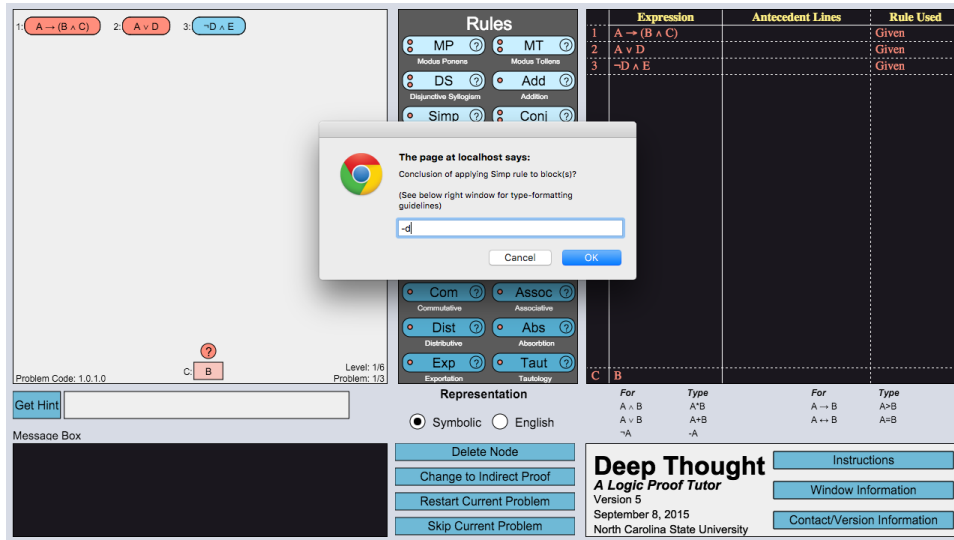 1: A → (B ∧ C) 2: A ∨ D 3: ¬D ∧ E
? 
C: B
Problem Code: 1.0.1.0
Level: 1/6
Problem: 1/3
Get Hint
Message Box
Rules
MP ? MT ?
Modus Ponens Modus Tollens
DS ? Add ?
Disjunctive Syllogism Addition
Simp ? Conj ?
The page at localhost says:
Conclusion of applying Simp rule to block(s)?
(See below right window for type-formatting
guidelines)
-d
Cancel OK
Com ? Assoc ?
Commutative Associative
Dist ? Abs ?
Distributive Absorbtion
Exp ? Taut ?
Exportation Tautology
Representation
Symbolic English
Delete Node
Change to Indirect Proof
Restart Current Problem
Skip Current Problem
Expression Antecedent Lines Rule Used
1 A → (B ∧ C) Given
2 A ∨ D Given
3 ¬D ∧ E Given
C B
For Type For Type
A ∧ B A*B A → B A>B
A ∨ B A+B A ↔ B A=B
¬A -A
Deep Thought
A Logic Proof Tutor
Version 5
September 8, 2015
North Carolina State University
Instructions
Window Information
Contact/Version Information